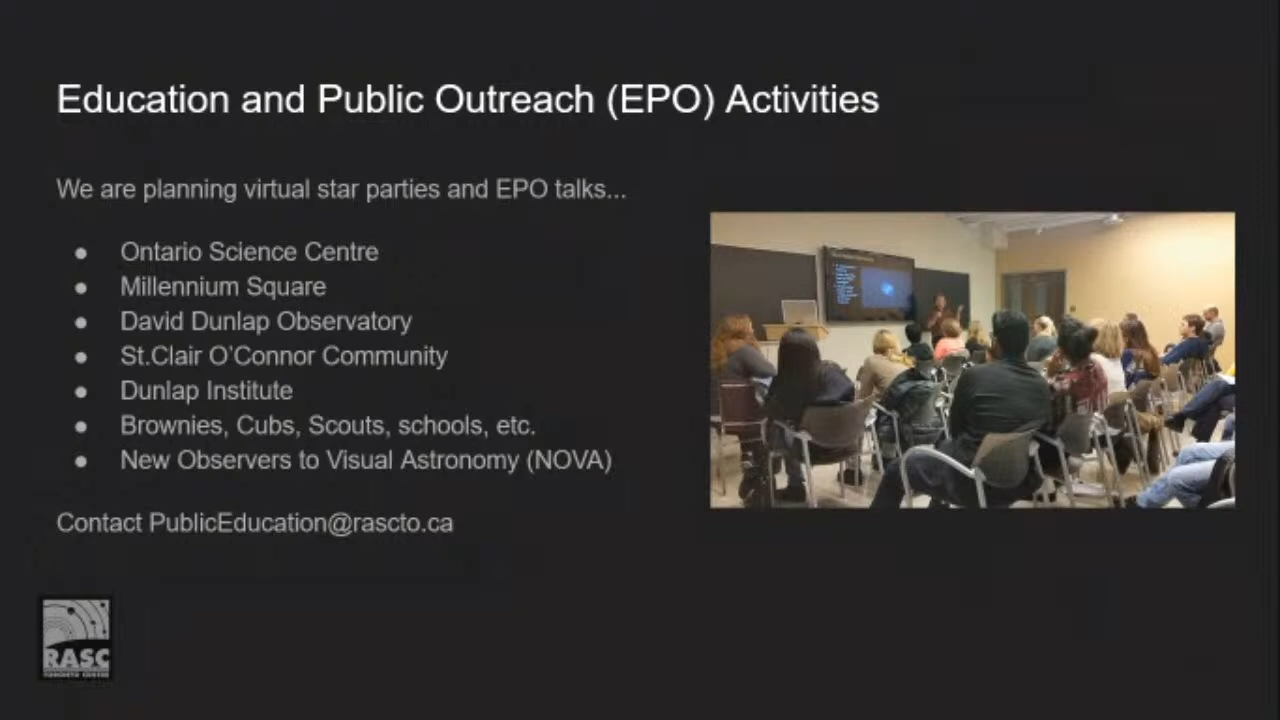 Education and Public Outreach (EPO) Activities
We are planning virtual star parties and EPO talks...
● Ontario Science Centre
● Millennium Square
● David Dunlap Observatory
● St.Clair O'Connor Community
● Dunlap Institute
● Brownies, Cubs, Scouts, schools, etc.
● New Observers to Visual Astronomy (NOVA)
Contact PublicEducation@rascto.ca
RASC
TORONTO CENTRE